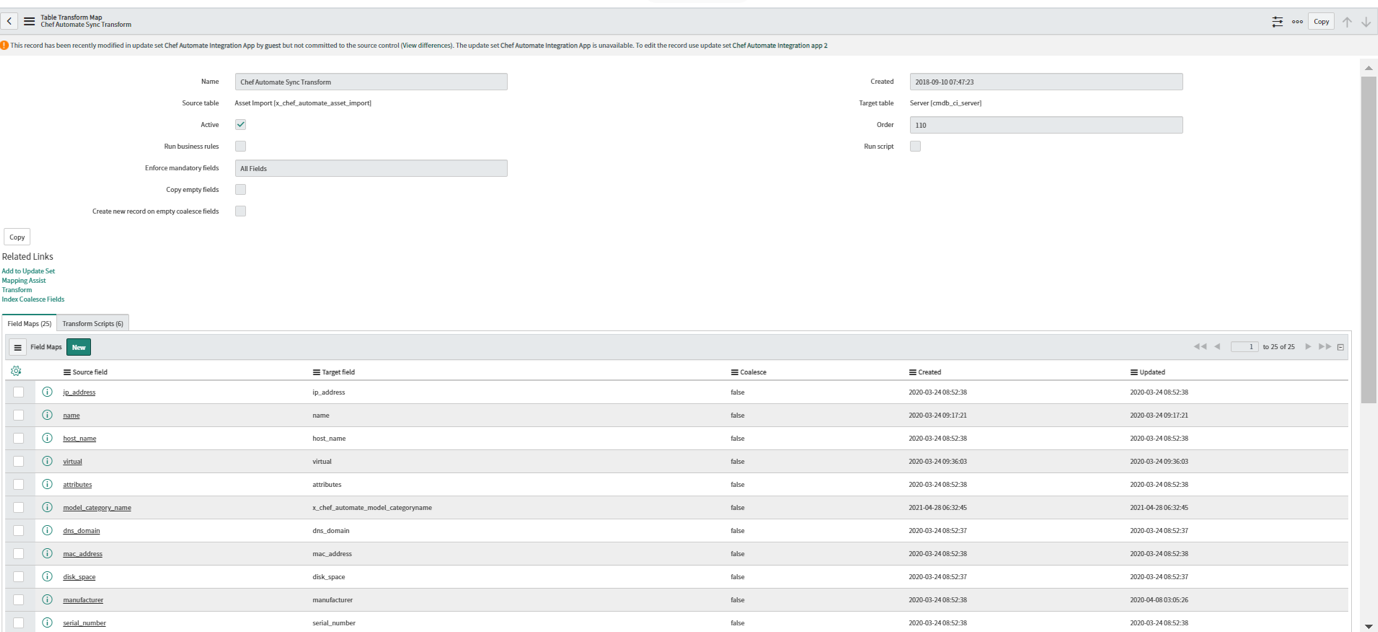 Table Transform Map
Chef Automate Sync Transform
Copy
This record has been recently modified in update set Chef Automate Integration App by guest but not committed to the source control (View differences). The update set Chef Automate Integration App is unavailable. To edit the record use update set Chef Automate Integration app 2
Name Chef Automate Sync Transform Created 2018-09-10 07:47:23
Source table Asset Import [x_chef_automate_asset_import] Target table Server [cmdb_ci_server]
Active Order 110
Run business rules Run script
Enforce mandatory fields All Fields
Copy empty fields
Create new record on empty coalesce fields
Copy
Related Links
Add to Update Set
Mapping Assist
Transform
Index Coalesce Fields
Field Maps (25) Transform Scripts (6)
Field Maps New 1 to 25 of 25
Source field Target field Coalesce Created Updated
ip_address ip_address false 2020-03-24 08:52:38 2020-03-24 08:52:38
name name false 2020-03-24 09:17:21 2020-03-24 09:17:21
host_name host_name false 2020-03-24 08:52:38 2020-03-24 08:52:38
virtual virtual false 2020-03-24 09:36:03 2020-03-24 09:36:03
attributes attributes false 2020-03-24 08:52:38 2020-03-24 08:52:38
model_category_name x_chef_automate_model_categoryname false 2021-04-28 06:32:45 2021-04-28 06:32:45
dns_domain dns_domain false 2020-03-24 08:52:37 2020-03-24 08:52:37
mac_address mac_address false 2020-03-24 08:52:38 2020-03-24 08:52:38
disk_space disk_space false 2020-03-24 08:52:37 2020-03-24 08:52:37
manufacturer manufacturer false 2020-03-24 08:52:38 2020-04-08 03:05:26
serial_number serial_number false 2020-03-24 08:52:38 2020-03-24 08:52:38